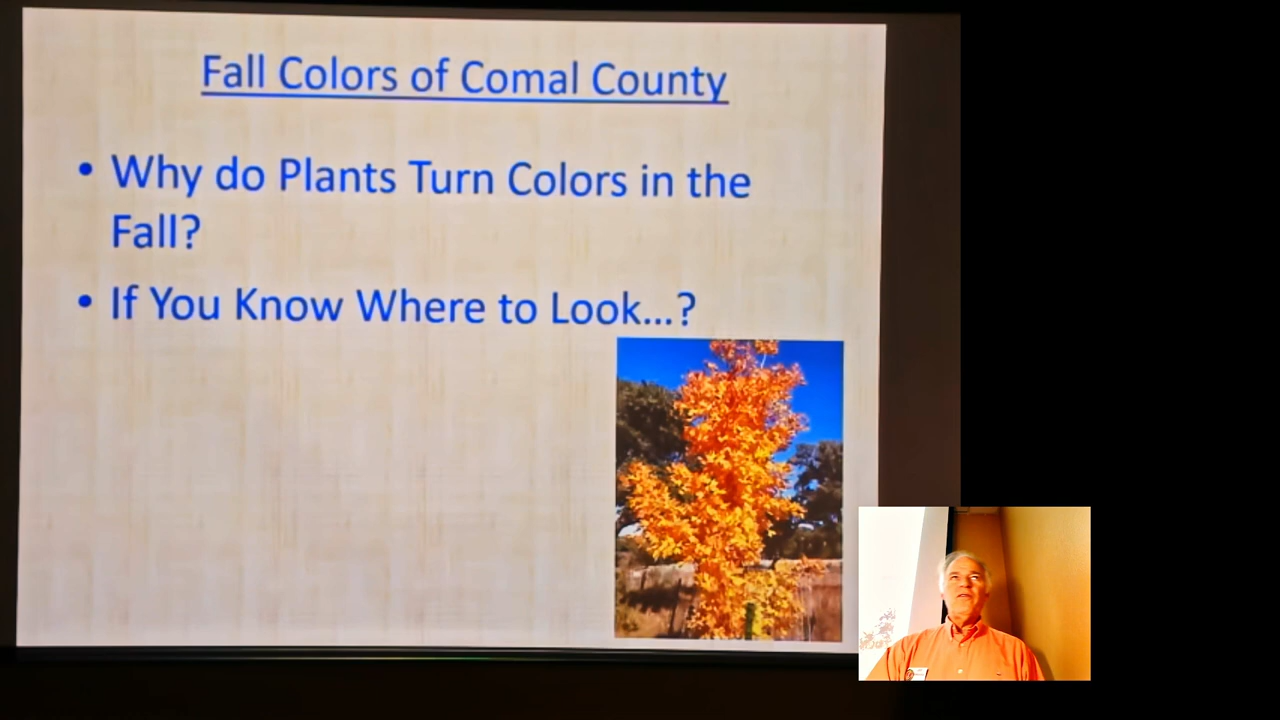 Fall Colors of Comal County
• Why do Plants Turn Colors in the
Fall?
• If You Know Where to Look...?